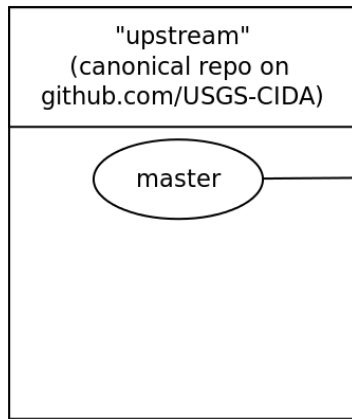 "upstream"
(canonical repo on
github.com/USGS-CIDA)
master